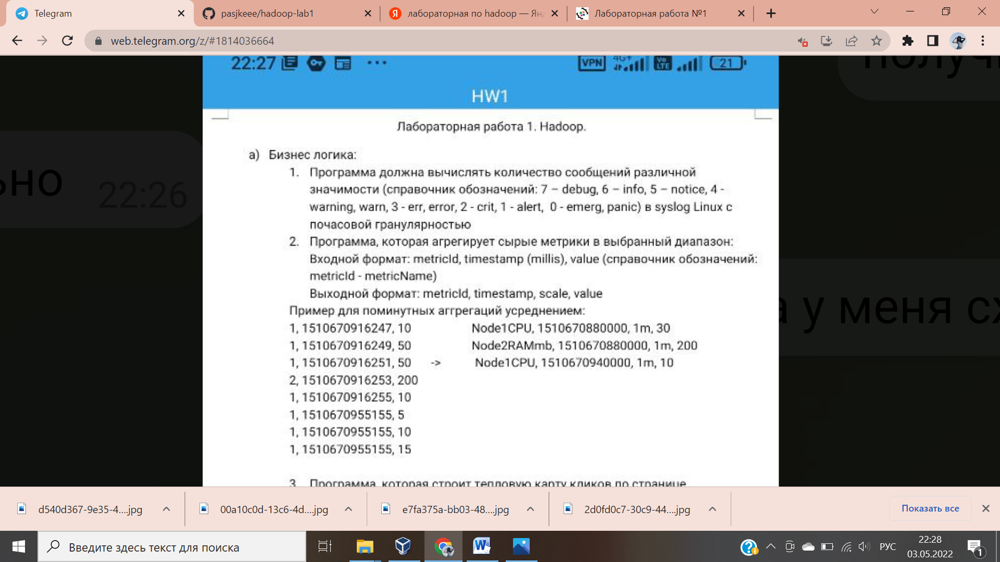 Telegram
pasjkeee/hadoop-lab1
лабораторная по hadoop — Янд
Лабораторная работа №1
web.telegram.org/z/#1814036664
22:27
VPN
4G+
Vo LTE
21
HW1
ьно
22:26
Лабораторная работа 1. Hadoop.
a) Бизнес логика:
1. Программа должна вычислять количество сообщений различной
значимости (справочник обозначений: 7 – debug, 6 – info, 5 – notice, 4 -
warning, warn, 3 - err, error, 2 - crit, 1 - alert, 0 - emerg, panic) в syslog Linux с
почасовой гранулярностью
2. Программа, которая агрегирует сырые метрики в выбранный диапазон:
Входной формат: metricId, timestamp (millis), value (справочник обозначений:
metricId - metricName)
Выходной формат: metricId, timestamp, scale, value
Пример для поминутных аггрегаций усреднением:
1, 1510670916247, 10 Node1CPU, 1510670880000, 1m, 30
1, 1510670916249, 50 Node2RAMmb, 1510670880000, 1m, 200
1, 1510670916251, 50 -> Node1CPU, 1510670940000, 1m, 10
2, 1510670916253, 200
1, 1510670916255, 10
1, 1510670955155, 5
1, 1510670955155, 10
1, 1510670955155, 15
3. Программа, которая строит тепловую карту кликов по странице
получ
а у меня сх
d540d367-9e35-4....jpg
00a10c0d-13c6-4d....jpg
e7fa375a-bb03-48....jpg
2d0fd0c7-30c9-44....jpg
Показать все
Введите здесь текст для поиска
РУС
22:28
03.05.2022
1